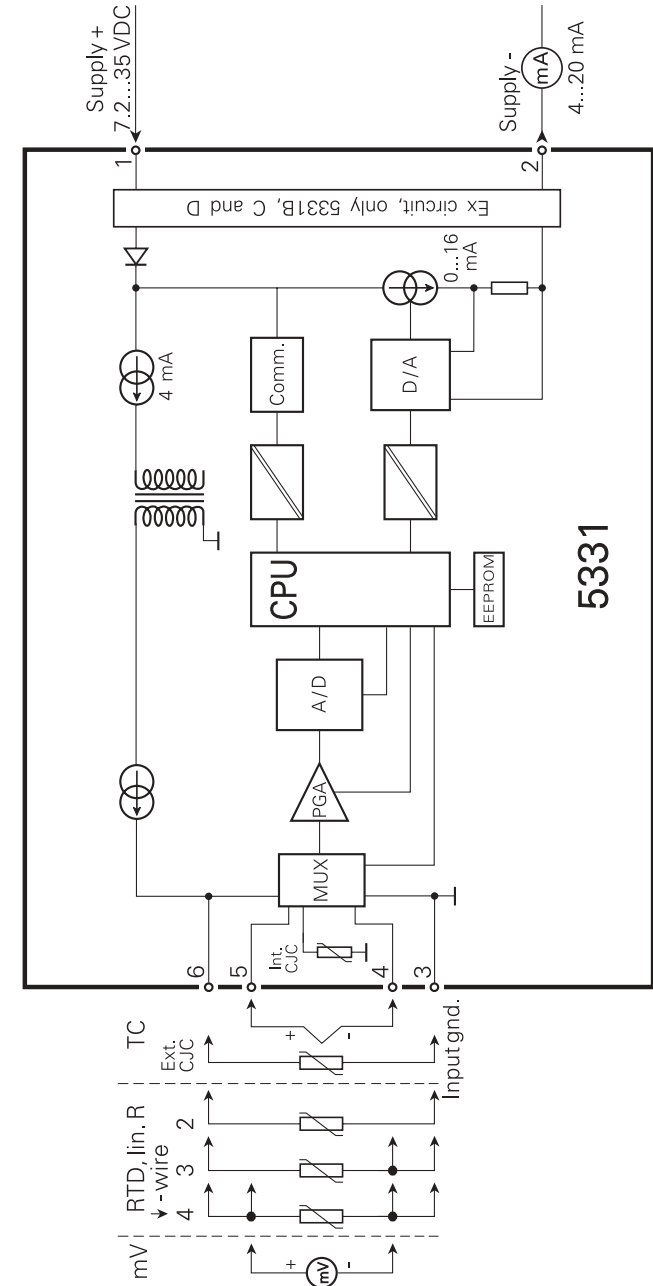 Supply +
7.2...35 VDC
Supply -
mA
4...20 mA
1
2
Ex circuit, only 5331B, C and D
4 mA
0...16
mA
Comm.
D/A
CPU
EEPROM
5331
A/D
PGA
MUX
Int.
CJC
6
5
4
3
TC
Ext.
CJC
+
-
Input gnd.
RTD, lin. R
-wire
2
3
4
mV
+
-
mV